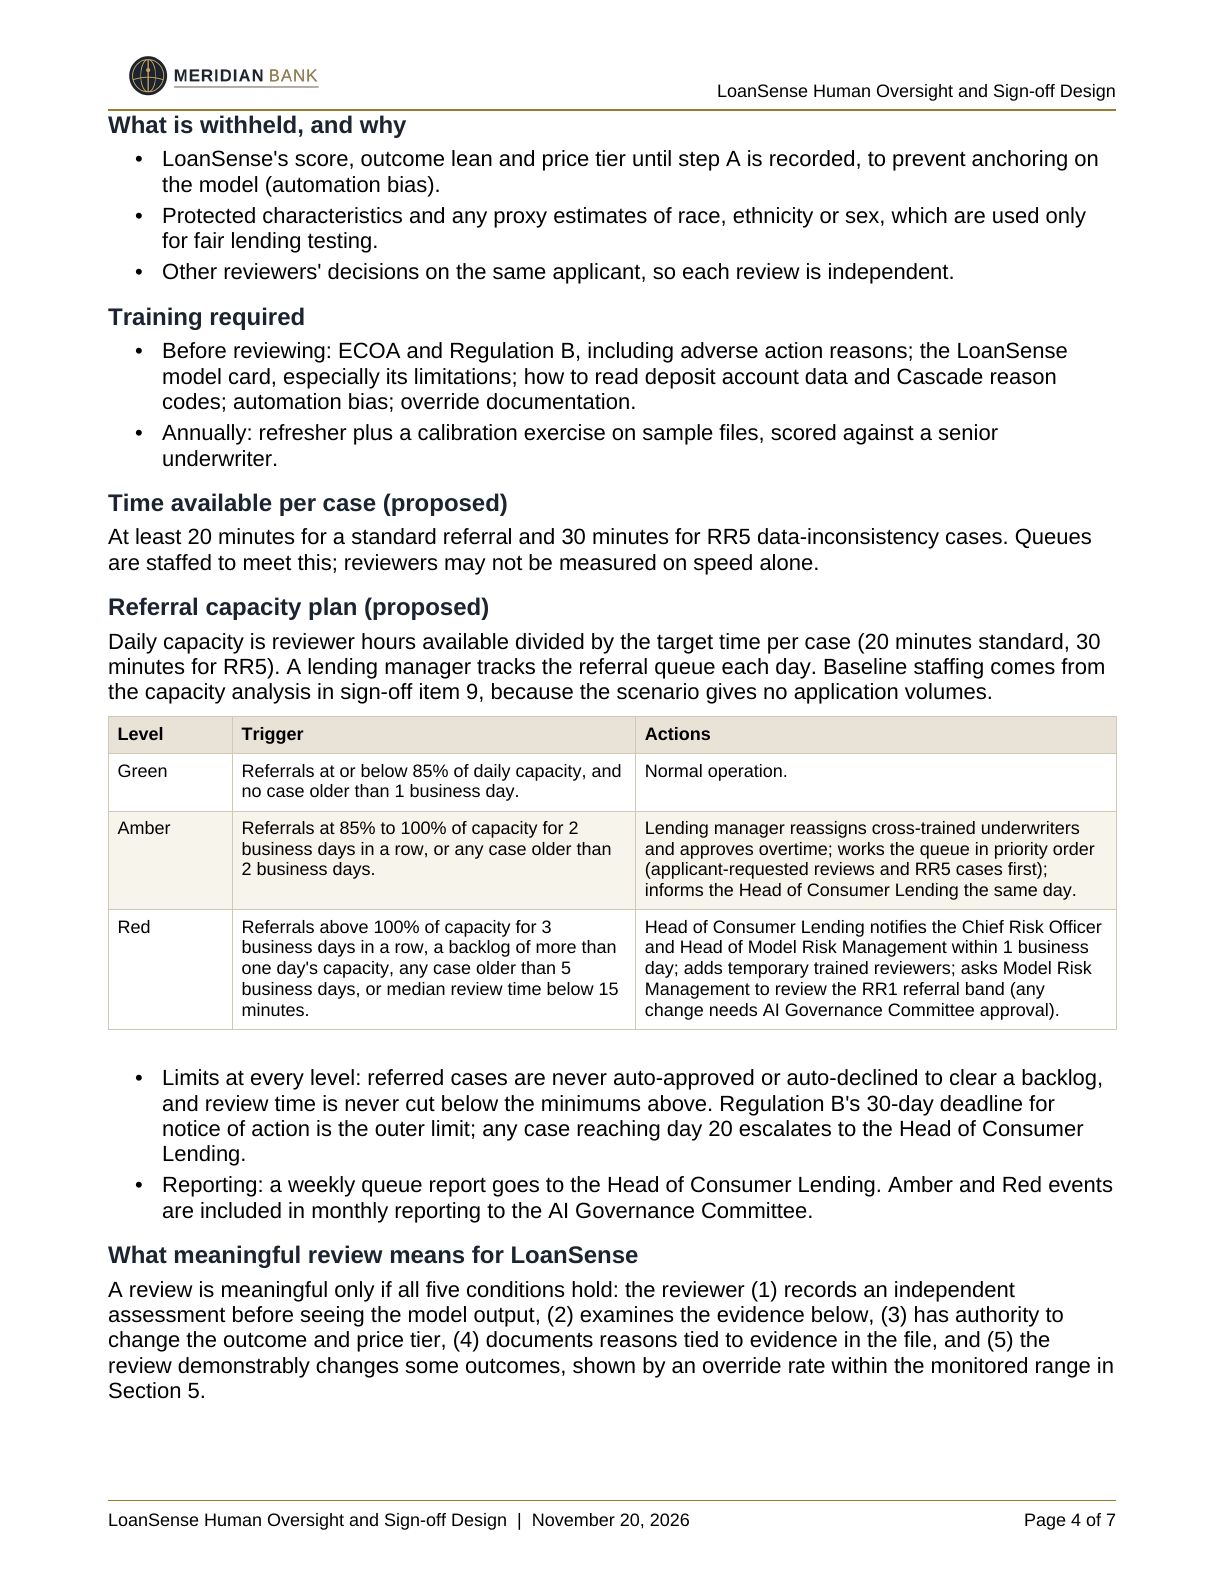 MERIDIAN BANK
LoanSense Human Oversight and Sign-off Design
What is withheld, and why
• LoanSense's score, outcome lean and price tier until step A is recorded, to prevent anchoring on
the model (automation bias).
• Protected characteristics and any proxy estimates of race, ethnicity or sex, which are used only
for fair lending testing.
• Other reviewers' decisions on the same applicant, so each review is independent.
Training required
• Before reviewing: ECOA and Regulation B, including adverse action reasons; the LoanSense
model card, especially its limitations; how to read deposit account data and Cascade reason
codes; automation bias; override documentation.
• Annually: refresher plus a calibration exercise on sample files, scored against a senior
underwriter.
Time available per case (proposed)
At least 20 minutes for a standard referral and 30 minutes for RR5 data-inconsistency cases. Queues
are staffed to meet this; reviewers may not be measured on speed alone.
Referral capacity plan (proposed)
Daily capacity is reviewer hours available divided by the target time per case (20 minutes standard, 30
minutes for RR5). A lending manager tracks the referral queue each day. Baseline staffing comes from
the capacity analysis in sign-off item 9, because the scenario gives no application volumes.
Level Trigger Actions
Green
Referrals at or below 85% of daily capacity, and
no case older than 1 business day.
Normal operation.
Amber
Referrals at 85% to 100% of capacity for 2
business days in a row, or any case older than
2 business days.
Lending manager reassigns cross-trained underwriters
and approves overtime; works the queue in priority order
(applicant-requested reviews and RR5 cases first);
informs the Head of Consumer Lending the same day.
Red
Referrals above 100% of capacity for 3
business days in a row, a backlog of more than
one day's capacity, any case older than 5
business days, or median review time below 15
minutes.
Head of Consumer Lending notifies the Chief Risk Officer
and Head of Model Risk Management within 1 business
day; adds temporary trained reviewers; asks Model Risk
Management to review the RR1 referral band (any
change needs AI Governance Committee approval).
• Limits at every level: referred cases are never auto-approved or auto-declined to clear a backlog,
and review time is never cut below the minimums above. Regulation B's 30-day deadline for
notice of action is the outer limit; any case reaching day 20 escalates to the Head of Consumer
Lending.
• Reporting: a weekly queue report goes to the Head of Consumer Lending. Amber and Red events
are included in monthly reporting to the AI Governance Committee.
What meaningful review means for LoanSense
A review is meaningful only if all five conditions hold: the reviewer (1) records an independent
assessment before seeing the model output, (2) examines the evidence below, (3) has authority to
change the outcome and price tier, (4) documents reasons tied to evidence in the file, and (5) the
review demonstrably changes some outcomes, shown by an override rate within the monitored range in
Section 5.
LoanSense Human Oversight and Sign-off Design | November 20, 2026
Page 4 of 7